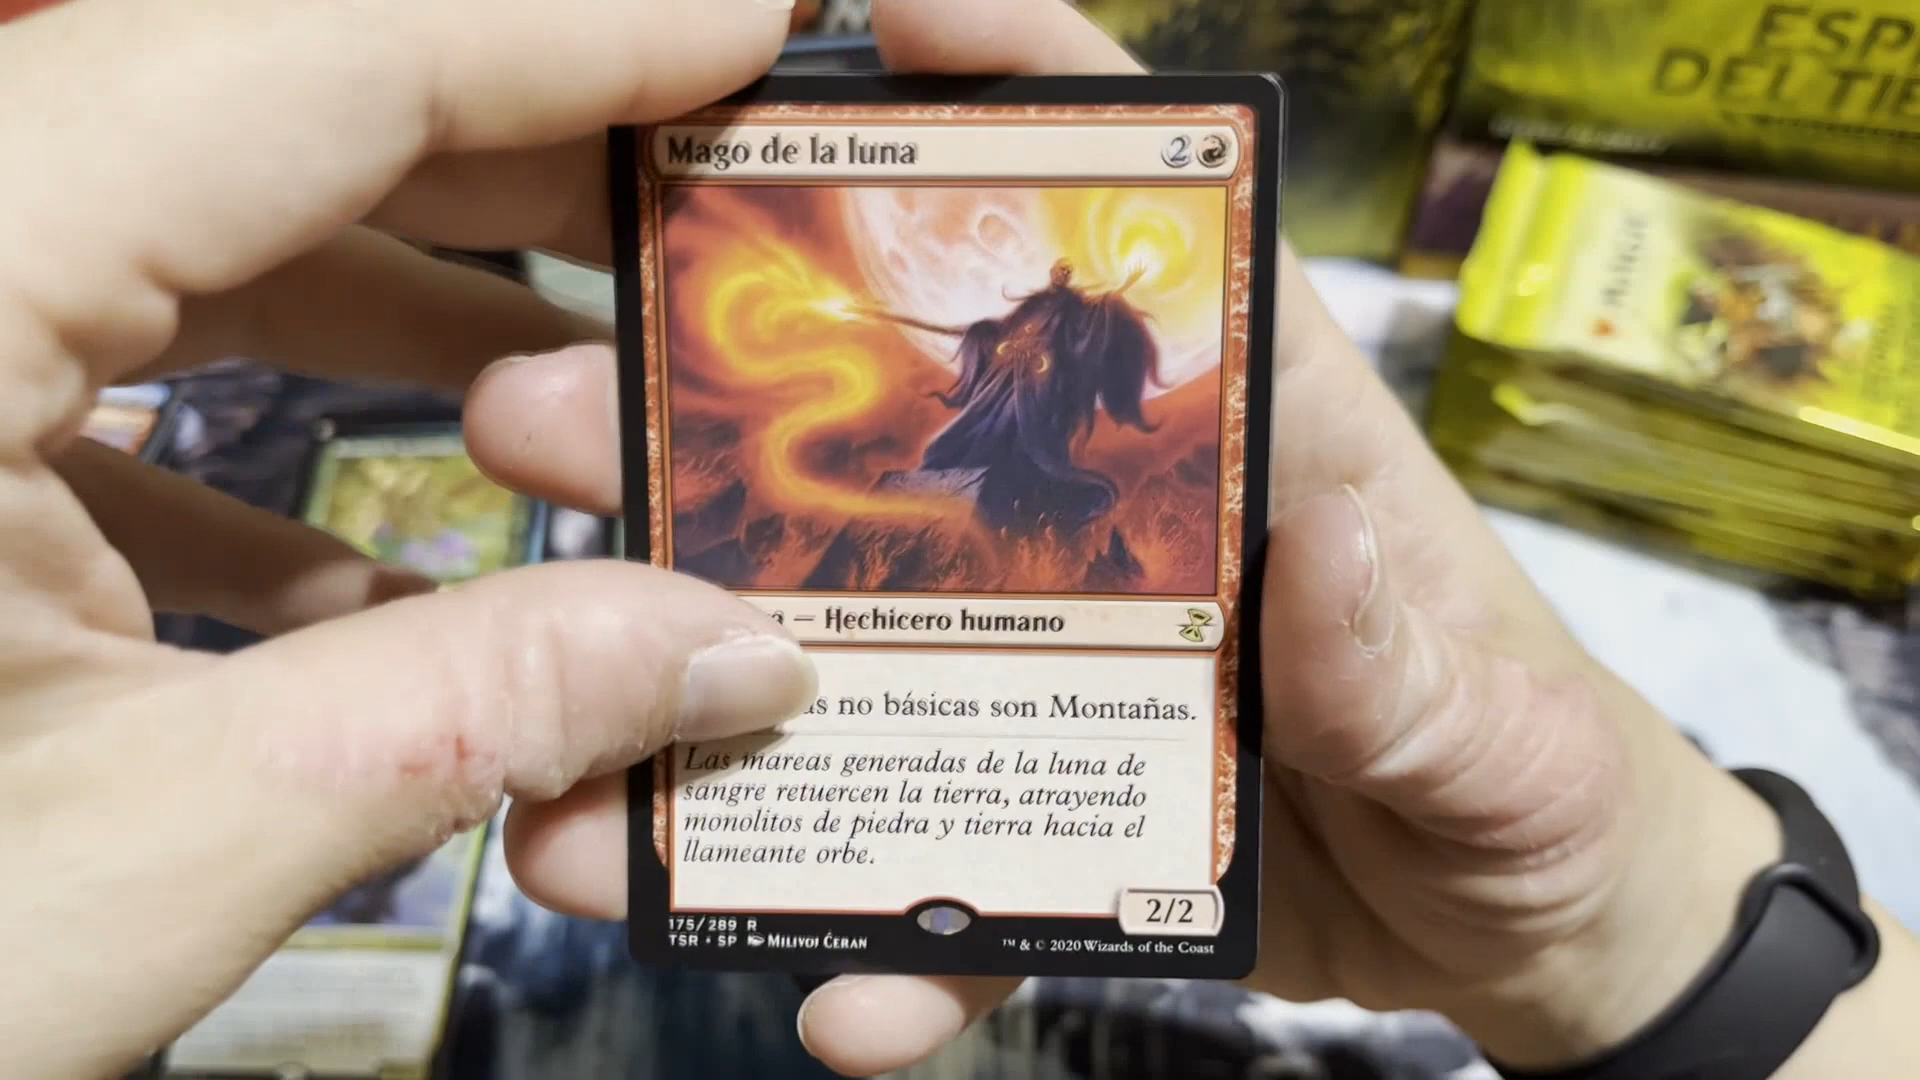 Mago de la luna
2
— Hechicero humano
no básicas son Montañas.
Las mareas generadas de la luna de
sangre retuercen la tierra, atrayendo
monolitos de piedra y tierra hacia el
llameante orbe.
2/2
175/289 R
TSR • SP MILIVOJ ĆERAN
™ & © 2020 Wizards of the Coast
DEL